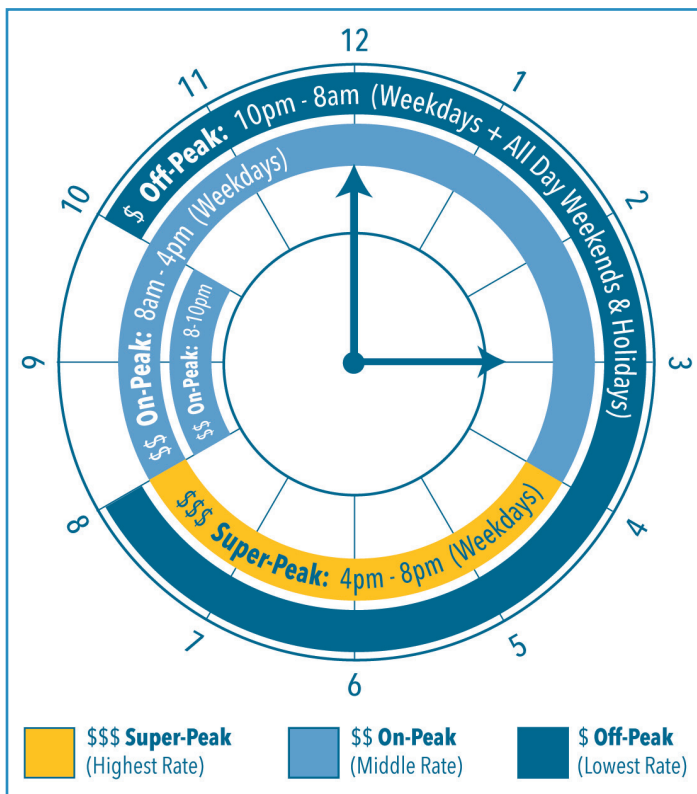 12
1
2
3
4
5
6
7
8
9
10
11
$ Off-Peak: 10pm - 8am (Weekdays + All Day Weekends & Holidays)
$$ On-Peak: 8am - 4pm (Weekdays)
$$ On-Peak: 8-10pm
$$$ Super-Peak: 4pm - 8pm (Weekdays)
$$$ Super-Peak
(Highest Rate)
$$ On-Peak
(Middle Rate)
$ Off-Peak
(Lowest Rate)